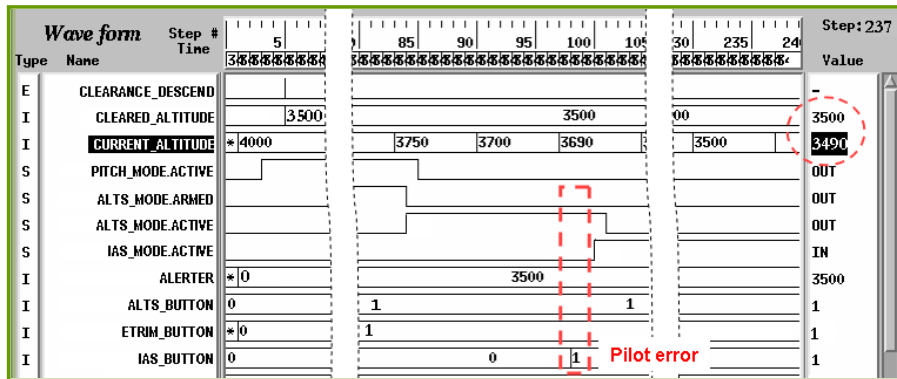 Wave form Step # Step: 237
Time 5 85 90 95 100 10 30 235 24
Type Name Value
E CLEARANCE_DESCEND -
I CLEARED_ALTITUDE 3500 3500 00 3500
I CURRENT_ALTITUDE * 4000 3750 3700 3690 3500 3490
S PITCH_MODE.ACTIVE OUT
S ALTS_MODE.ARMED OUT
S ALTS_MODE.ACTIVE OUT
S IAS_MODE.ACTIVE IN
I ALERTER * 0 3500 3500
I ALTS_BUTTON 0 1 1 1
I ETRIM_BUTTON * 0 1 1
I IAS_BUTTON 0 0 1 Pilot error 1